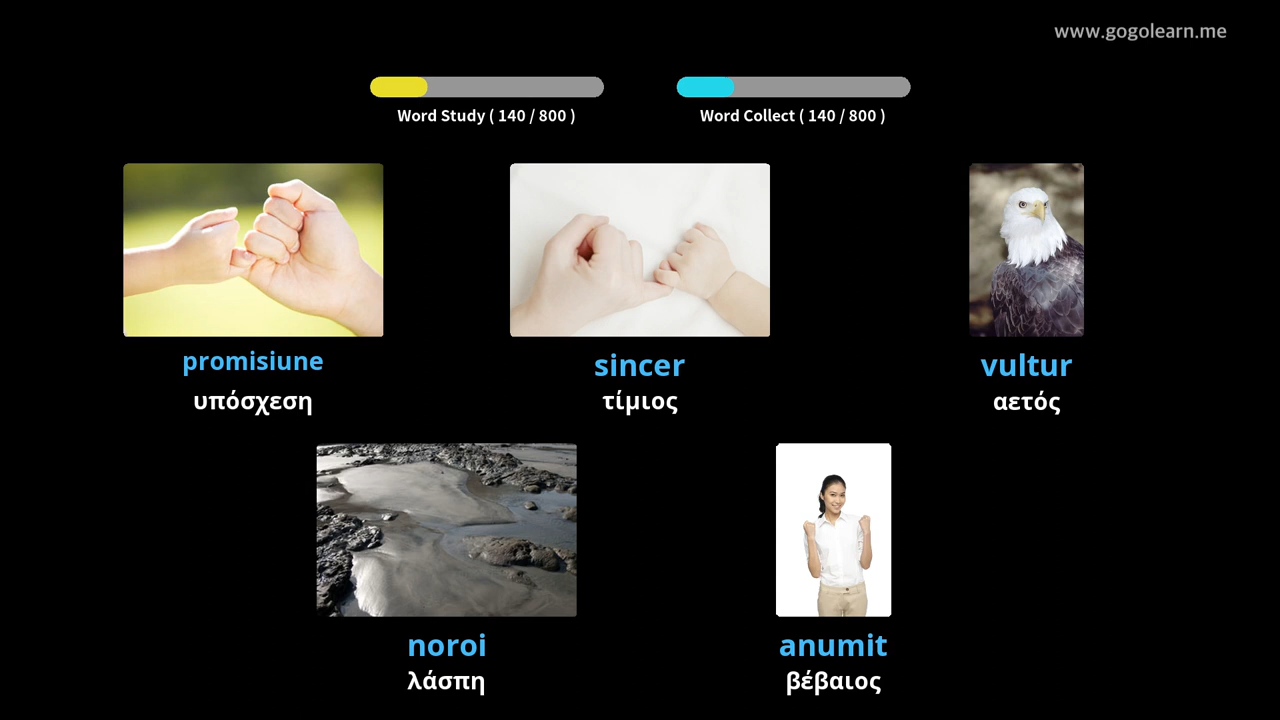 www.gogolearn.me
Word Study ( 140 / 800 )
Word Collect ( 140 / 800 )
promisiune
υπόσχεση
sincer
τίμιος
vultur
αετός
noroi
λάσπη
anumit
βέβαιος